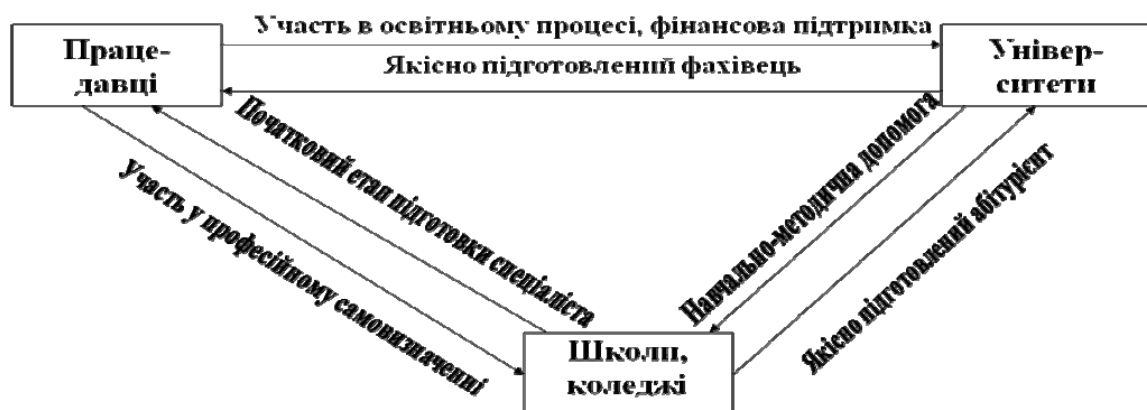 Участь в освітньому процесі, фінансова підтримка
Праце-
давці
Універ-
ситети
Якісно підготовлений фахівець
Початковий етап підготовки спеціаліста
Участь у професійному самовизначенні
Навчально-методична допомога
Якісно підготовлений абітурієнт
Школи,
коледжі